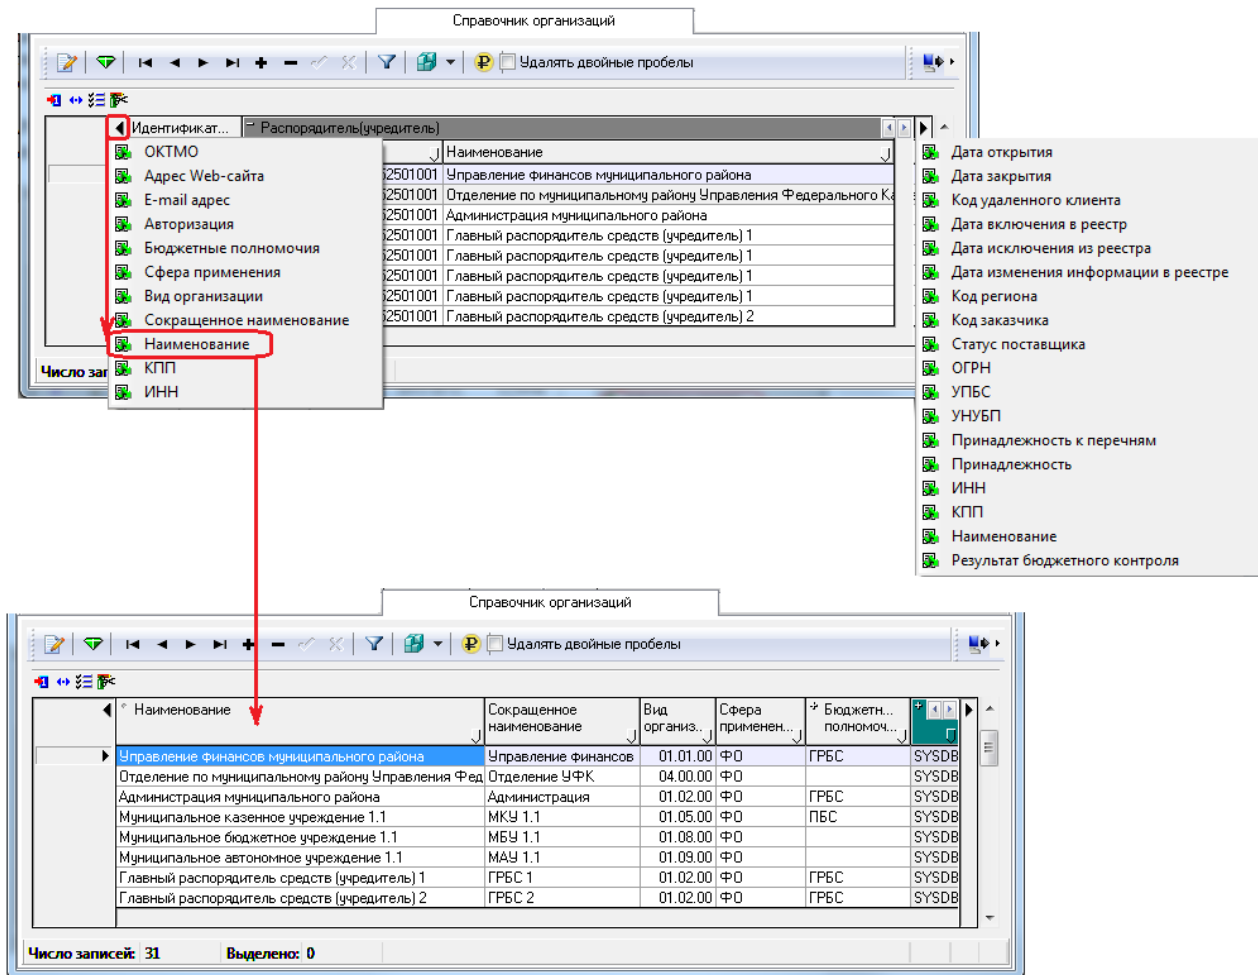 Справочник организаций
Удалять двойные пробелы
Идентификат...
Распорядитель(учредитель)
Наименование
52501001 Управление финансов муниципального района
52501001 Отделение по муниципальному району Управления Федерального Ка
52501001 Администрация муниципального района
52501001 Главный распорядитель средств (учредитель) 1
52501001 Главный распорядитель средств (учредитель) 1
52501001 Главный распорядитель средств (учредитель) 1
52501001 Главный распорядитель средств (учредитель) 1
52501001 Главный распорядитель средств (учредитель) 2
Число зап
ОКТМО
Адрес Web-сайта
E-mail адрес
Авторизация
Бюджетные полномочия
Сфера применения
Вид организации
Сокращенное наименование
Наименование
КПП
ИНН
Дата открытия
Дата закрытия
Код удаленного клиента
Дата включения в реестр
Дата исключения из реестра
Дата изменения информации в реестре
Код региона
Код заказчика
Статус поставщика
ОГРН
УПБС
УНУБП
Принадлежность к перечням
Принадлежность
ИНН
КПП
Наименование
Результат бюджетного контроля
Справочник организаций
Удалять двойные пробелы
Наименование
Сокращенное
наименование
Вид
организ...
Сфера
применен...
Бюджетн...
полномоч...
Управление финансов муниципального района Управление финансов 01.01.00 ФО ГРБС SYSDB
Отделение по муниципальному району Управления Фед Отделение УФК 04.00.00 ФО SYSDB
Администрация муниципального района Администрация 01.02.00 ФО ГРБС SYSDB
Муниципальное казенное учреждение 1.1 МКУ 1.1 01.05.00 ФО ПБС SYSDB
Муниципальное бюджетное учреждение 1.1 МБУ 1.1 01.08.00 ФО SYSDB
Муниципальное автономное учреждение 1.1 МАУ 1.1 01.09.00 ФО SYSDB
Главный распорядитель средств (учредитель) 1 ГРБС 1 01.02.00 ФО ГРБС SYSDB
Главный распорядитель средств (учредитель) 2 ГРБС 2 01.02.00 ФО ГРБС SYSDB
Число записей: 31 Выделено: 0